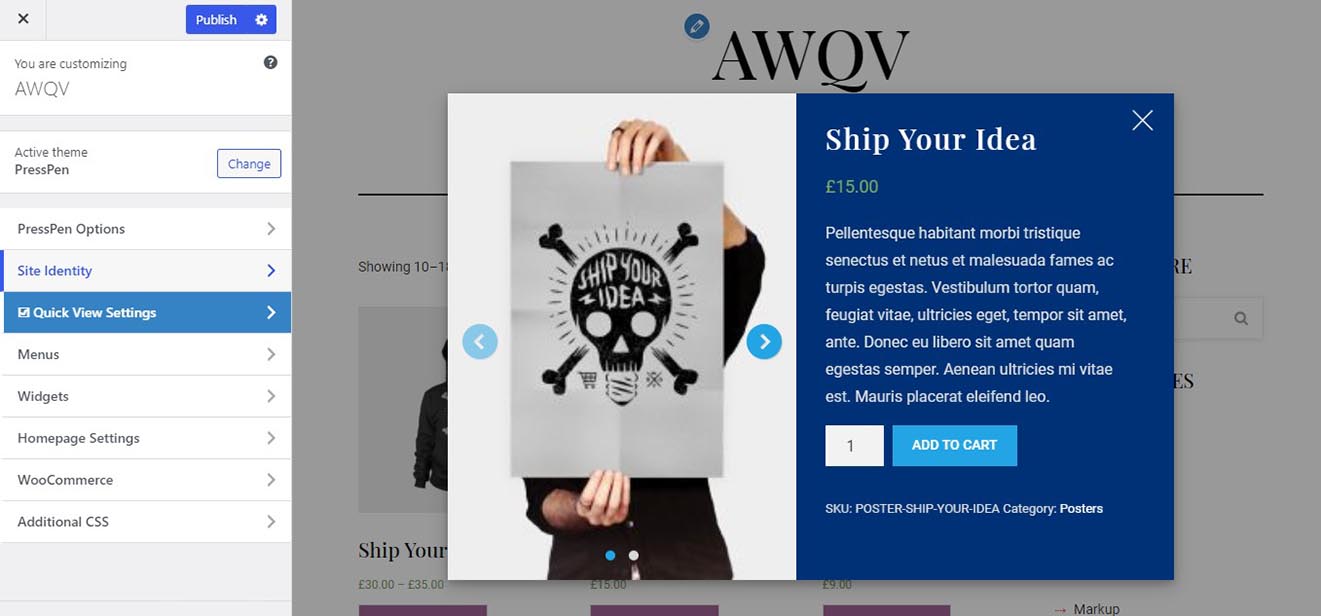 Publish
You are customizing
AWQV
Active theme
PressPen
Change
PressPen Options
Site Identity
Quick View Settings
Menus
Widgets
Homepage Settings
WooCommerce
Additional CSS
AWQV
Showing 10–18
Ship Your
£30.00 – £35.00
SHIP YOUR
IDEA
Ship Your Idea
£15.00
Pellentesque habitant morbi tristique
senectus et netus et malesuada fames ac
turpis egestas. Vestibulum tortor quam,
feugiat vitae, ultricies eget, tempor sit amet,
ante. Donec eu libero sit amet quam
egestas semper. Aenean ultricies mi vitae
est. Mauris placerat eleifend leo.
1
ADD TO CART
SKU: POSTER-SHIP-YOUR-IDEA Category: Posters
£15.00
£9.00
RE
ES
Markup